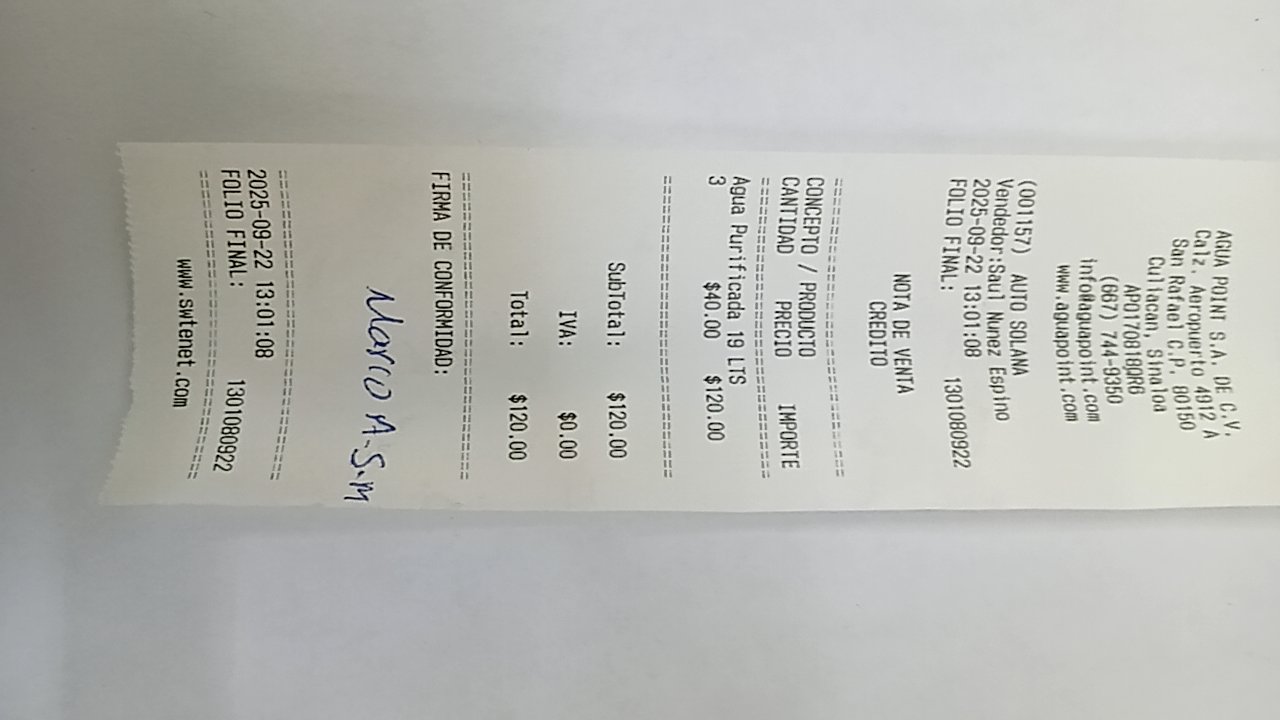 AGUA POINT S.A. DE C.V.
Calz. Aeropuerto 4912 A
San Rafael C.P. 80150
Culiacan, Sinaloa
APO170818QR6
(667) 744-9350
info@aguapoint.com
www.aguapoint.com
(001157) AUTO SOLANA
Vendedor:Saul Nunez Espino
2025-09-22 13:01:08
FOLIO FINAL: 1301080922
NOTA DE VENTA
CREDITO
CONCEPTO / PRODUCTO
CANTIDAD PRECIO IMPORTE
Agua Purificada 19 LTS
3 $40.00 $120.00
SubTotal: $120.00
IVA: $0.00
Total: $120.00
FIRMA DE CONFORMIDAD:
Marco A.S.M
2025-09-22 13:01:08
FOLIO FINAL: 1301080922
www.swtenet.com